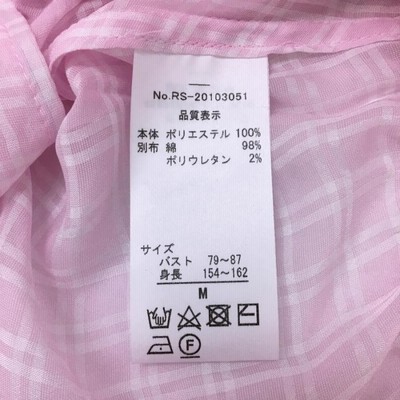 No.RS-20103051
品質表示
本体 ポリエステル 100%
別布 綿 98%
ポリウレタン 2%
サイズ
バスト 79～87
身長 154～162
M
F